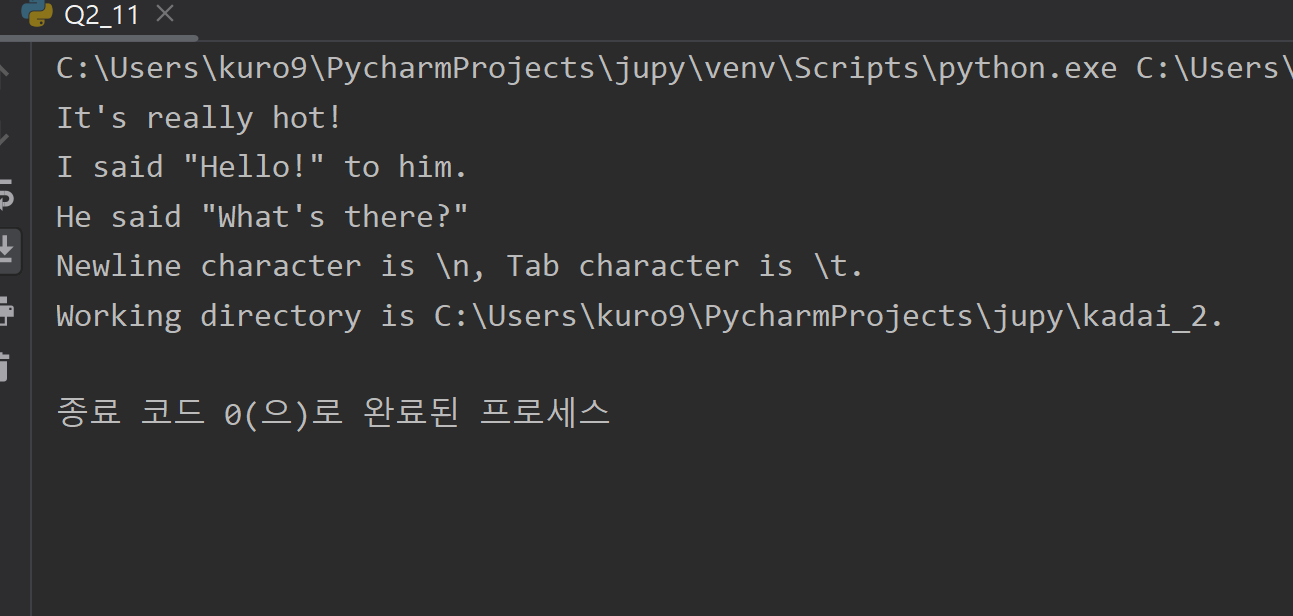 Q2_11
C:\Users\kuro9\PycharmProjects\jupy\venv\Scripts\python.exe C:\Users\
It's really hot!
I said "Hello!" to him.
He said "What's there?"
Newline character is \n, Tab character is \t.
Working directory is C:\Users\kuro9\PycharmProjects\jupy\kadai_2.
종료 코드 0(으)로 완료된 프로세스